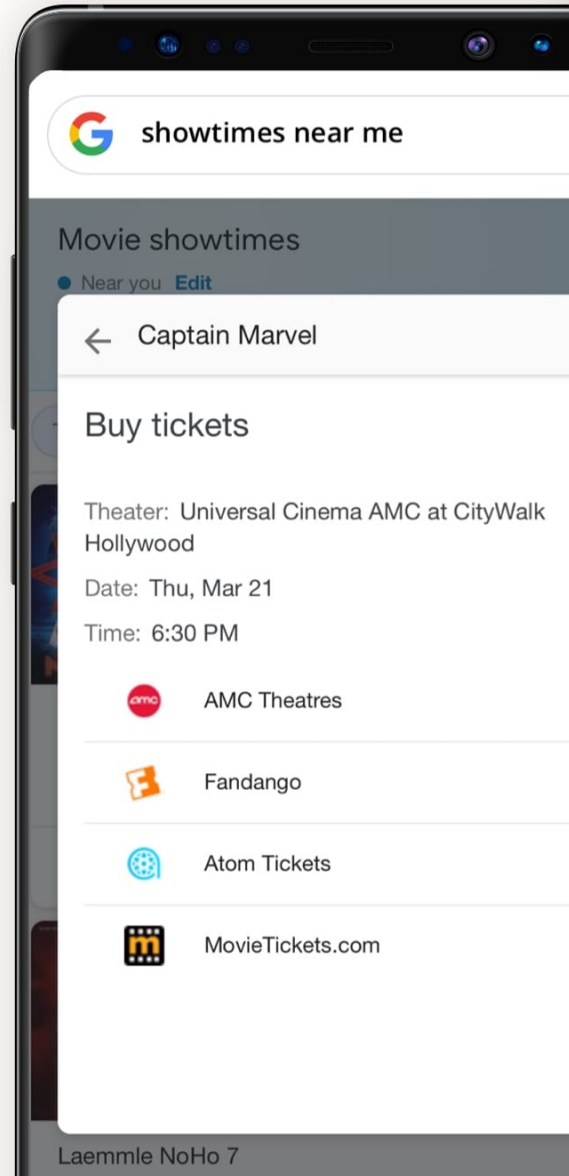 showtimes near me
Movie showtimes
Near you Edit
Captain Marvel
Buy tickets
Theater: Universal Cinema AMC at CityWalk
Hollywood
Date: Thu, Mar 21
Time: 6:30 PM
amc AMC Theatres
Fandango
Atom Tickets
m MovieTickets.com
Laemmle NoHo 7